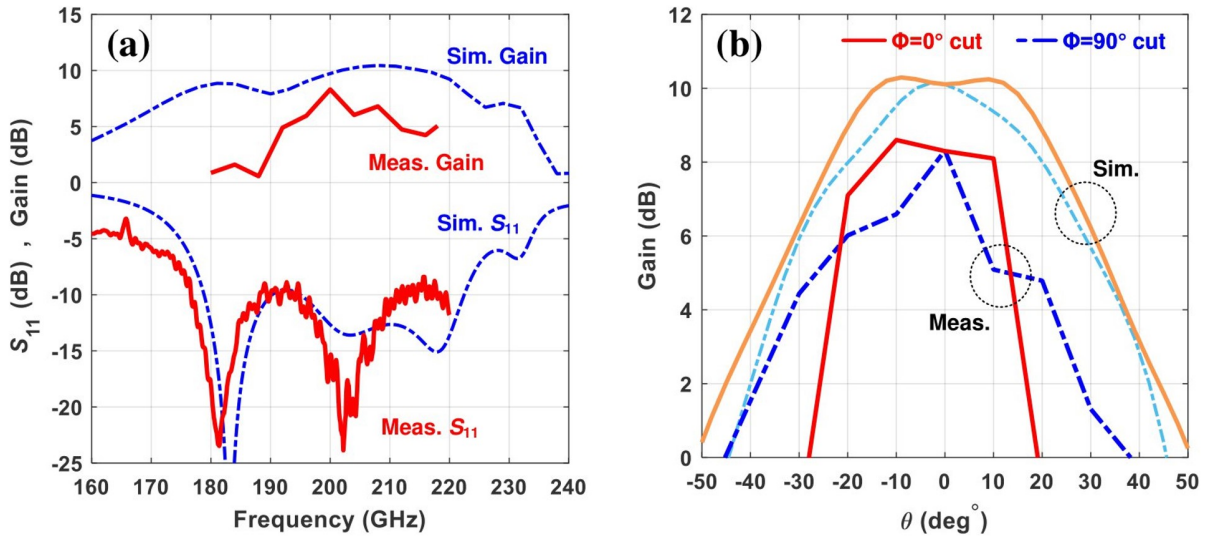 (a)
Sim. Gain
Meas. Gain
Sim. S11
Meas. S11
15
10
5
0
-5
-10
-15
-20
-25
160 170 180 190 200 210 220 230 240
S11 (dB) , Gain (dB)
Frequency (GHz)
(b)
Φ=0° cut Φ=90° cut
Sim.
Meas.
12
10
8
6
4
2
0
-50 -40 -30 -20 -10 0 10 20 30 40 50
Gain (dB)
θ (deg°)